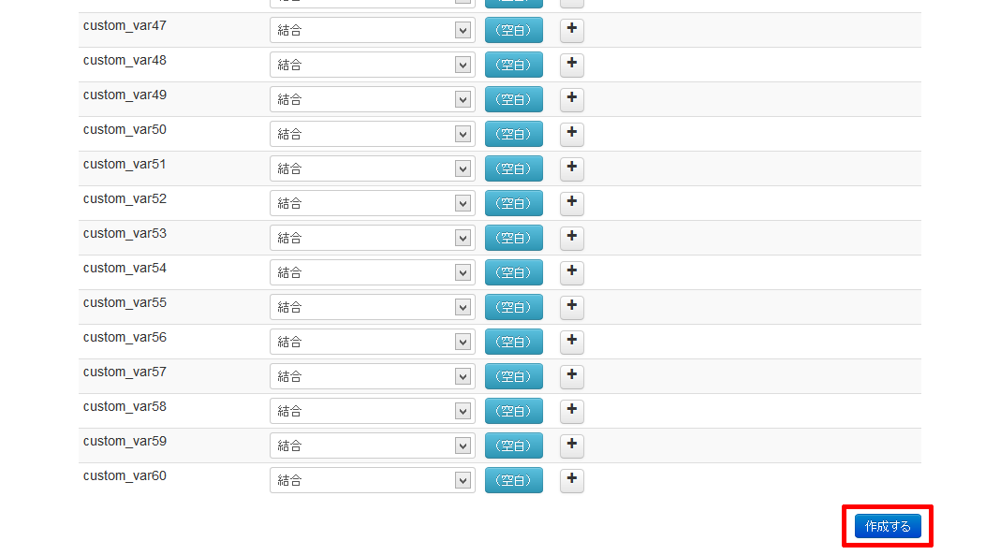 custom_var47 結合 （空白） +
custom_var48 結合 （空白） +
custom_var49 結合 （空白） +
custom_var50 結合 （空白） +
custom_var51 結合 （空白） +
custom_var52 結合 （空白） +
custom_var53 結合 （空白） +
custom_var54 結合 （空白） +
custom_var55 結合 （空白） +
custom_var56 結合 （空白） +
custom_var57 結合 （空白） +
custom_var58 結合 （空白） +
custom_var59 結合 （空白） +
custom_var60 結合 （空白） +
作成する